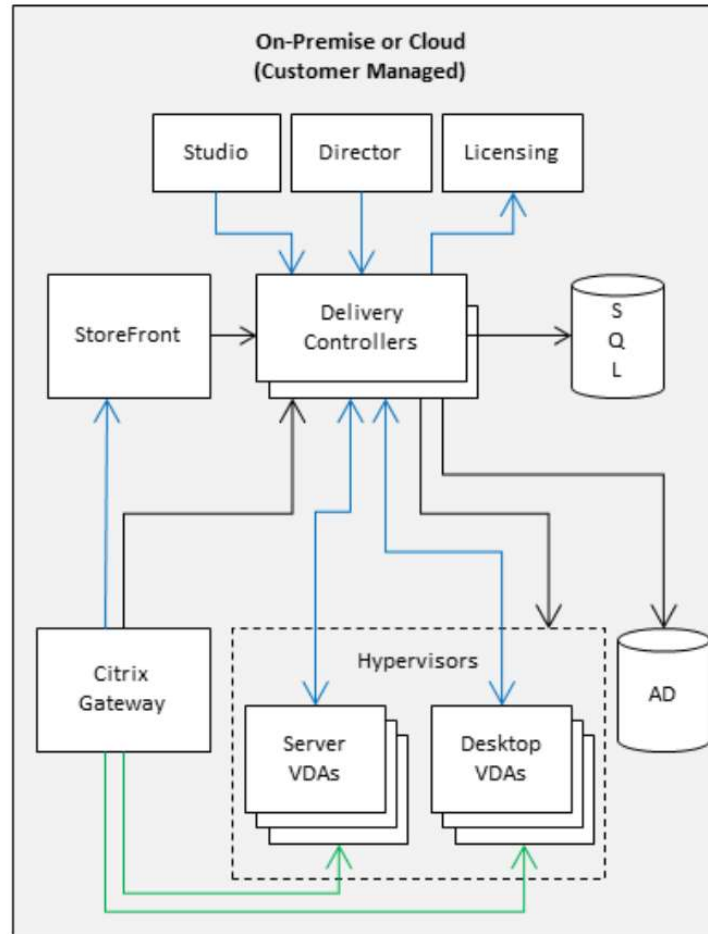 On-Premise or Cloud
(Customer Managed)
Studio
Director
Licensing
StoreFront
Delivery
Controllers
S
Q
L
Citrix
Gateway
Hypervisors
Server
VDAs
Desktop
VDAs
AD